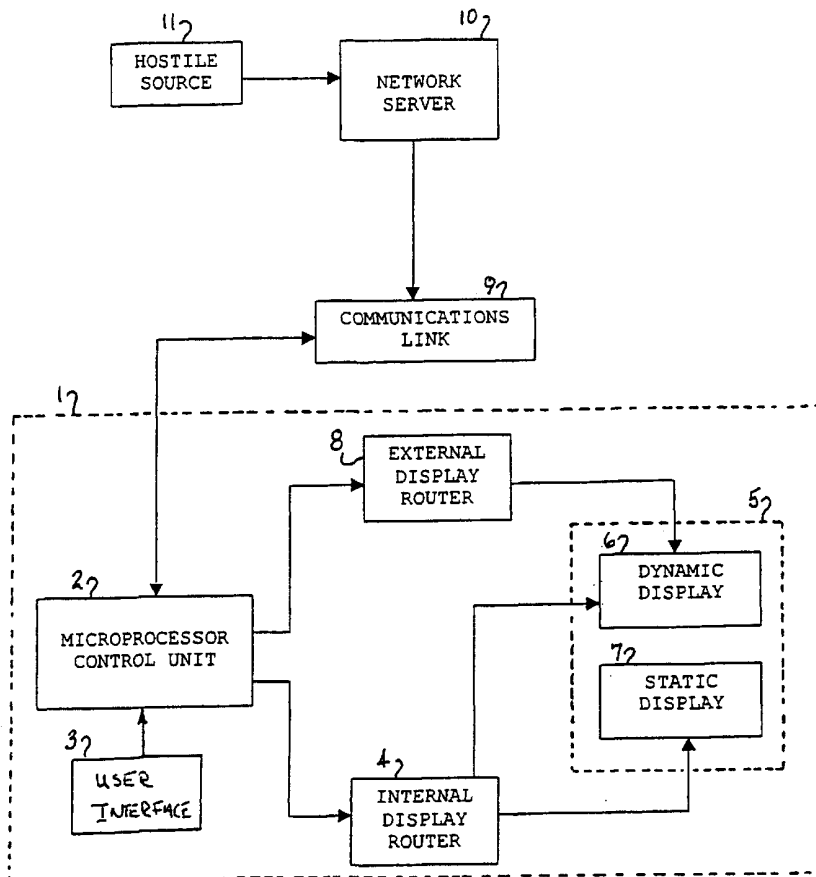 11
HOSTILE
SOURCE
10
NETWORK
SERVER
9
COMMUNICATIONS
LINK
1
8
EXTERNAL
DISPLAY
ROUTER
5
6
DYNAMIC
DISPLAY
2
MICROPROCESSOR
CONTROL UNIT
7
STATIC
DISPLAY
3
USER
INTERFACE
4
INTERNAL
DISPLAY
ROUTER